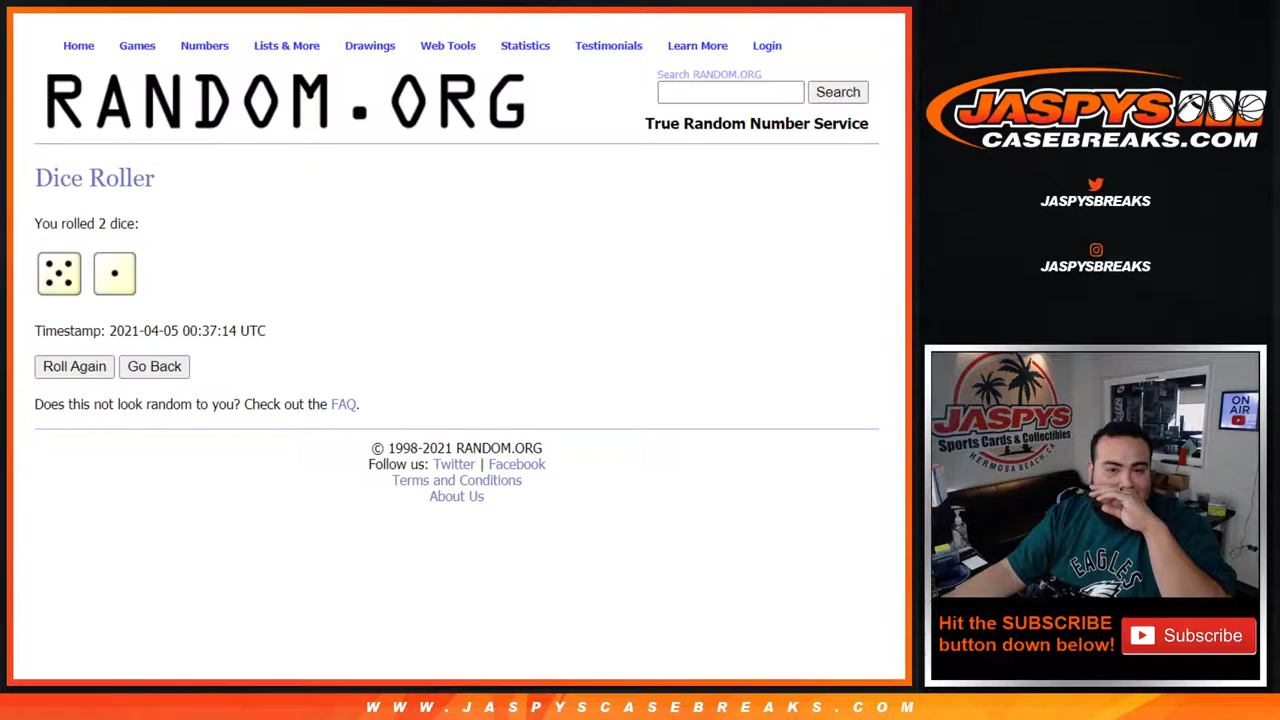 Home Games Numbers Lists & More Drawings Web Tools Statistics Testimonials Learn More Login
RANDOM.ORG
Search RANDOM.ORG
Search
True Random Number Service
Dice Roller
You rolled 2 dice:
Timestamp: 2021-04-05 00:37:14 UTC
Roll Again Go Back
Does this not look random to you? Check out the FAQ.
© 1998-2021 RANDOM.ORG
Follow us: Twitter | Facebook
Terms and Conditions
About Us
JASPYS
CASEBREAKS.COM
JASPYSBREAKS
JASPYSBREAKS
JASPYS
Sports Cards & Collectibles
HERMOSA BEACH, CA
ON
AIR
EAGLES
Hit the SUBSCRIBE
button down below!
Subscribe
WWW.JASPYSCASEBREAKS.COM